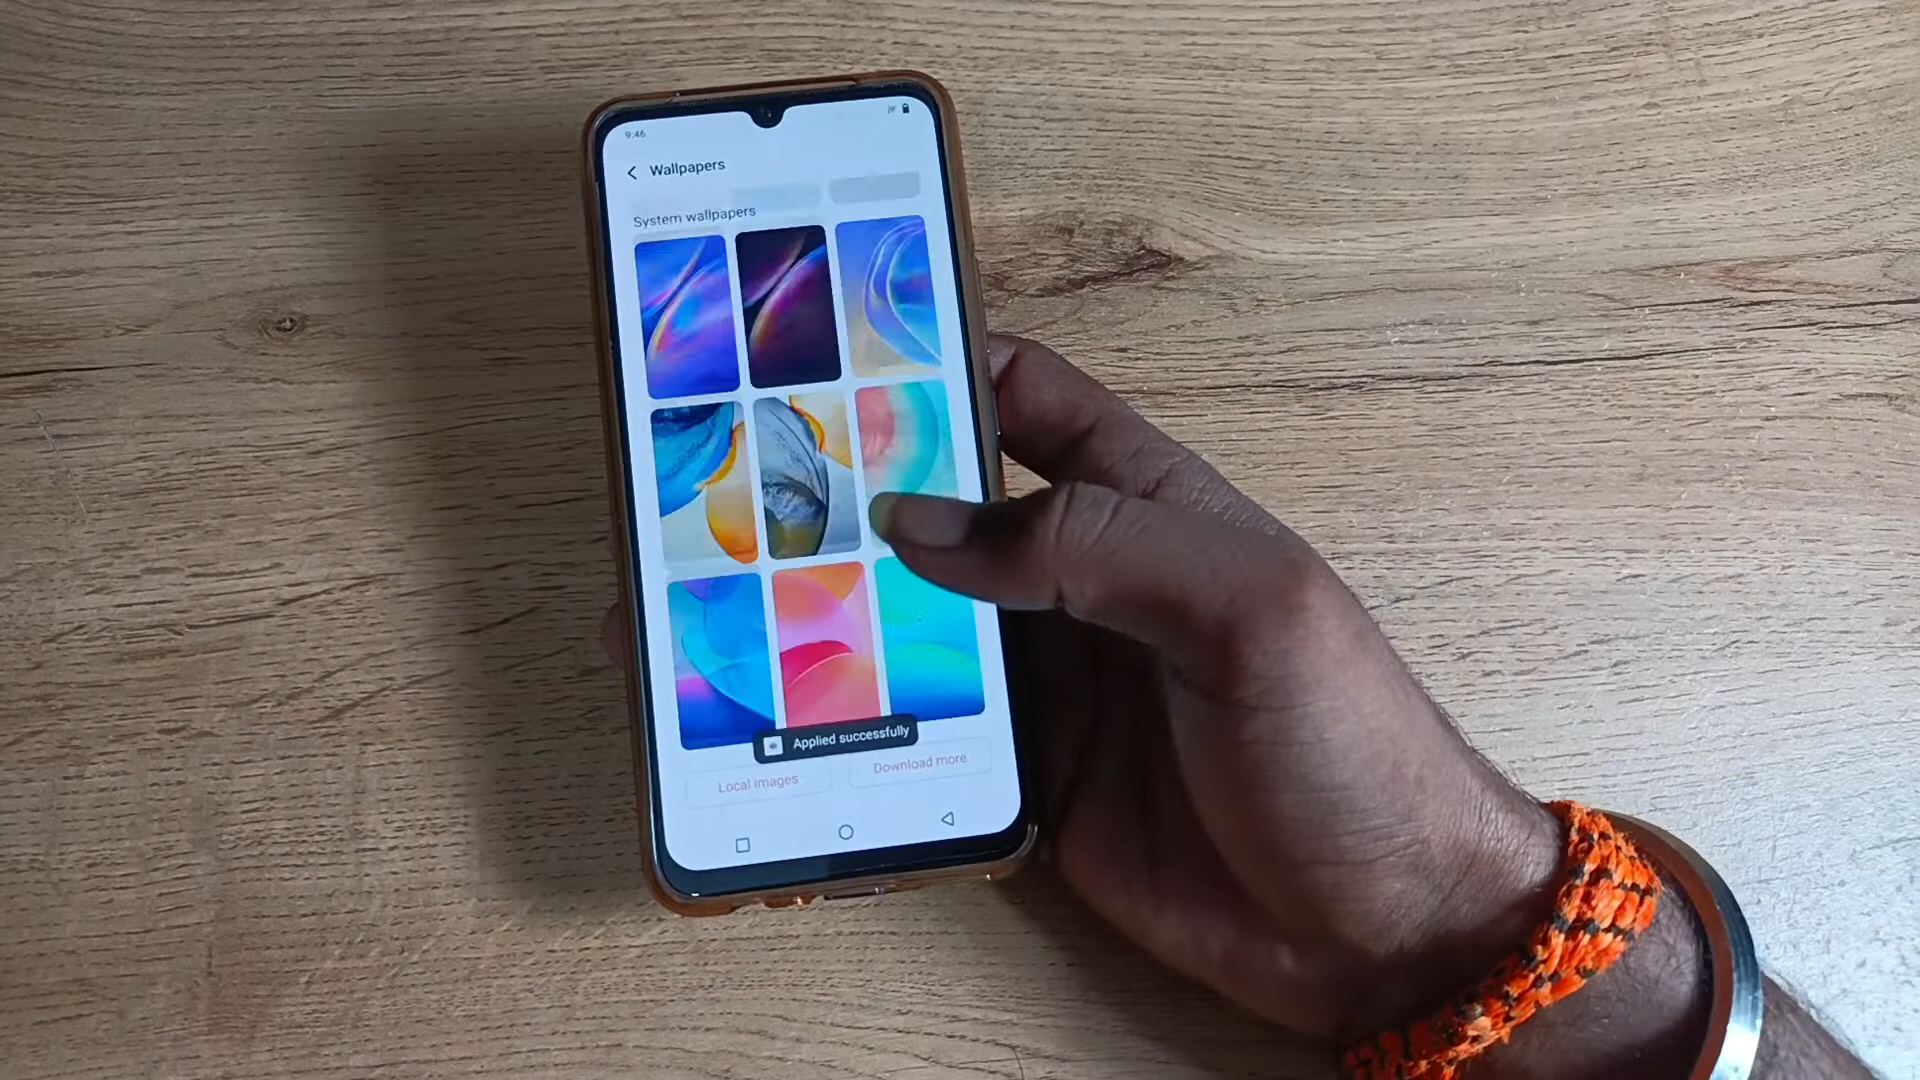 9:46
Wallpapers
System wallpapers
Applied successfully
Local images
Download more